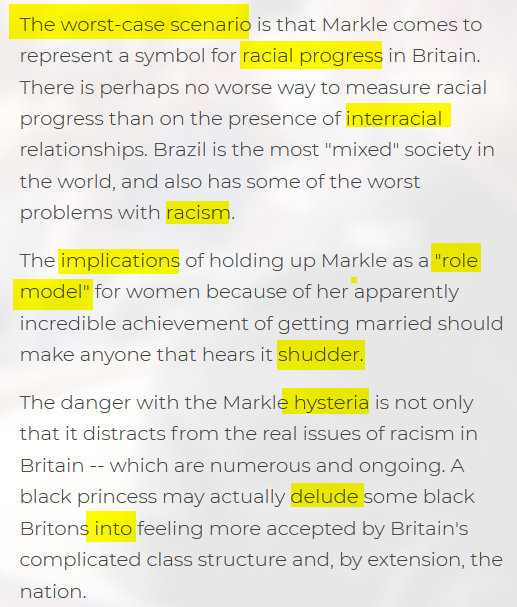 The worst-case scenario is that Markle comes to
represent a symbol for racial progress in Britain.
There is perhaps no worse way to measure racial
progress than on the presence of interracial
relationships. Brazil is the most "mixed" society in
the world, and also has some of the worst
problems with racism.
The implications of holding up Markle as a "role
model" for women because of her apparently
incredible achievement of getting married should
make anyone that hears it shudder.
The danger with the Markle hysteria is not only
that it distracts from the real issues of racism in
Britain -- which are numerous and ongoing. A
black princess may actually delude some black
Britons into feeling more accepted by Britain's
complicated class structure and, by extension, the
nation.